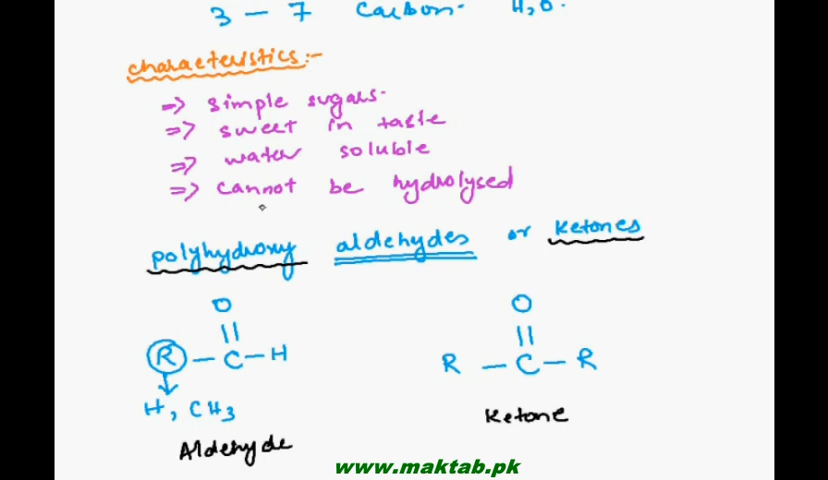 3 - 7 Carbon. H2O.
characteristics:-
=> simple sugars.
=> sweet in taste
=> water soluble
=> cannot be hydrolysed
polyhydroxy aldehydes or ketones
O O
|| ||
R - C - H R - C - R
H, CH3
Aldehyde Ketone
www.maktab.pk